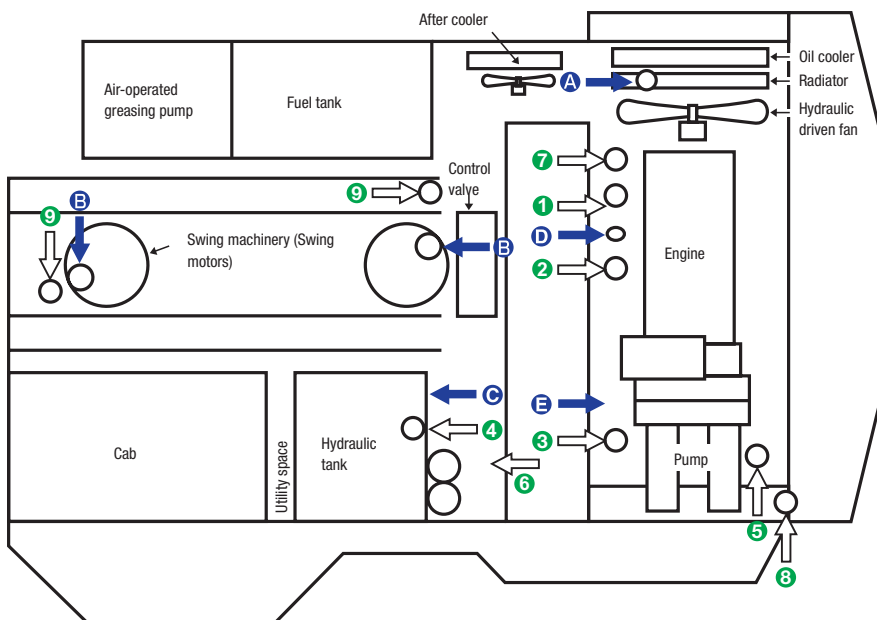 After cooler
Oil cooler
A
Radiator
Air-operated
greasing pump
Fuel tank
Hydraulic
driven fan
7
Control
valve
9
B
1
9
D
Swing machinery (Swing
motors)
B
Engine
2
C
E
4
3
Cab
Utility space
Hydraulic
tank
Pump
6
5
8